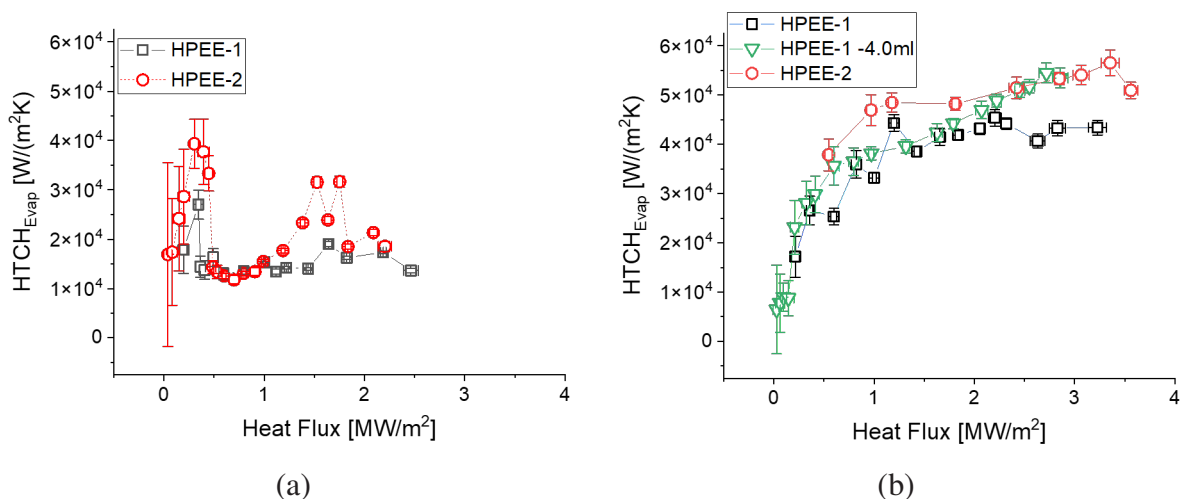 HPEE-1
HPEE-2
6×10⁴
5×10⁴
4×10⁴
3×10⁴
2×10⁴
1×10⁴
0
HTCH_Evap [W/(m²K]
0 1 2 3 4
Heat Flux [MW/m²]
(a)
HPEE-1
HPEE-1 -4.0ml
HPEE-2
6×10⁴
5×10⁴
4×10⁴
3×10⁴
2×10⁴
1×10⁴
0
HTCH_Evap [W/(m²K]
0 1 2 3 4
Heat Flux [MW/m²]
(b)